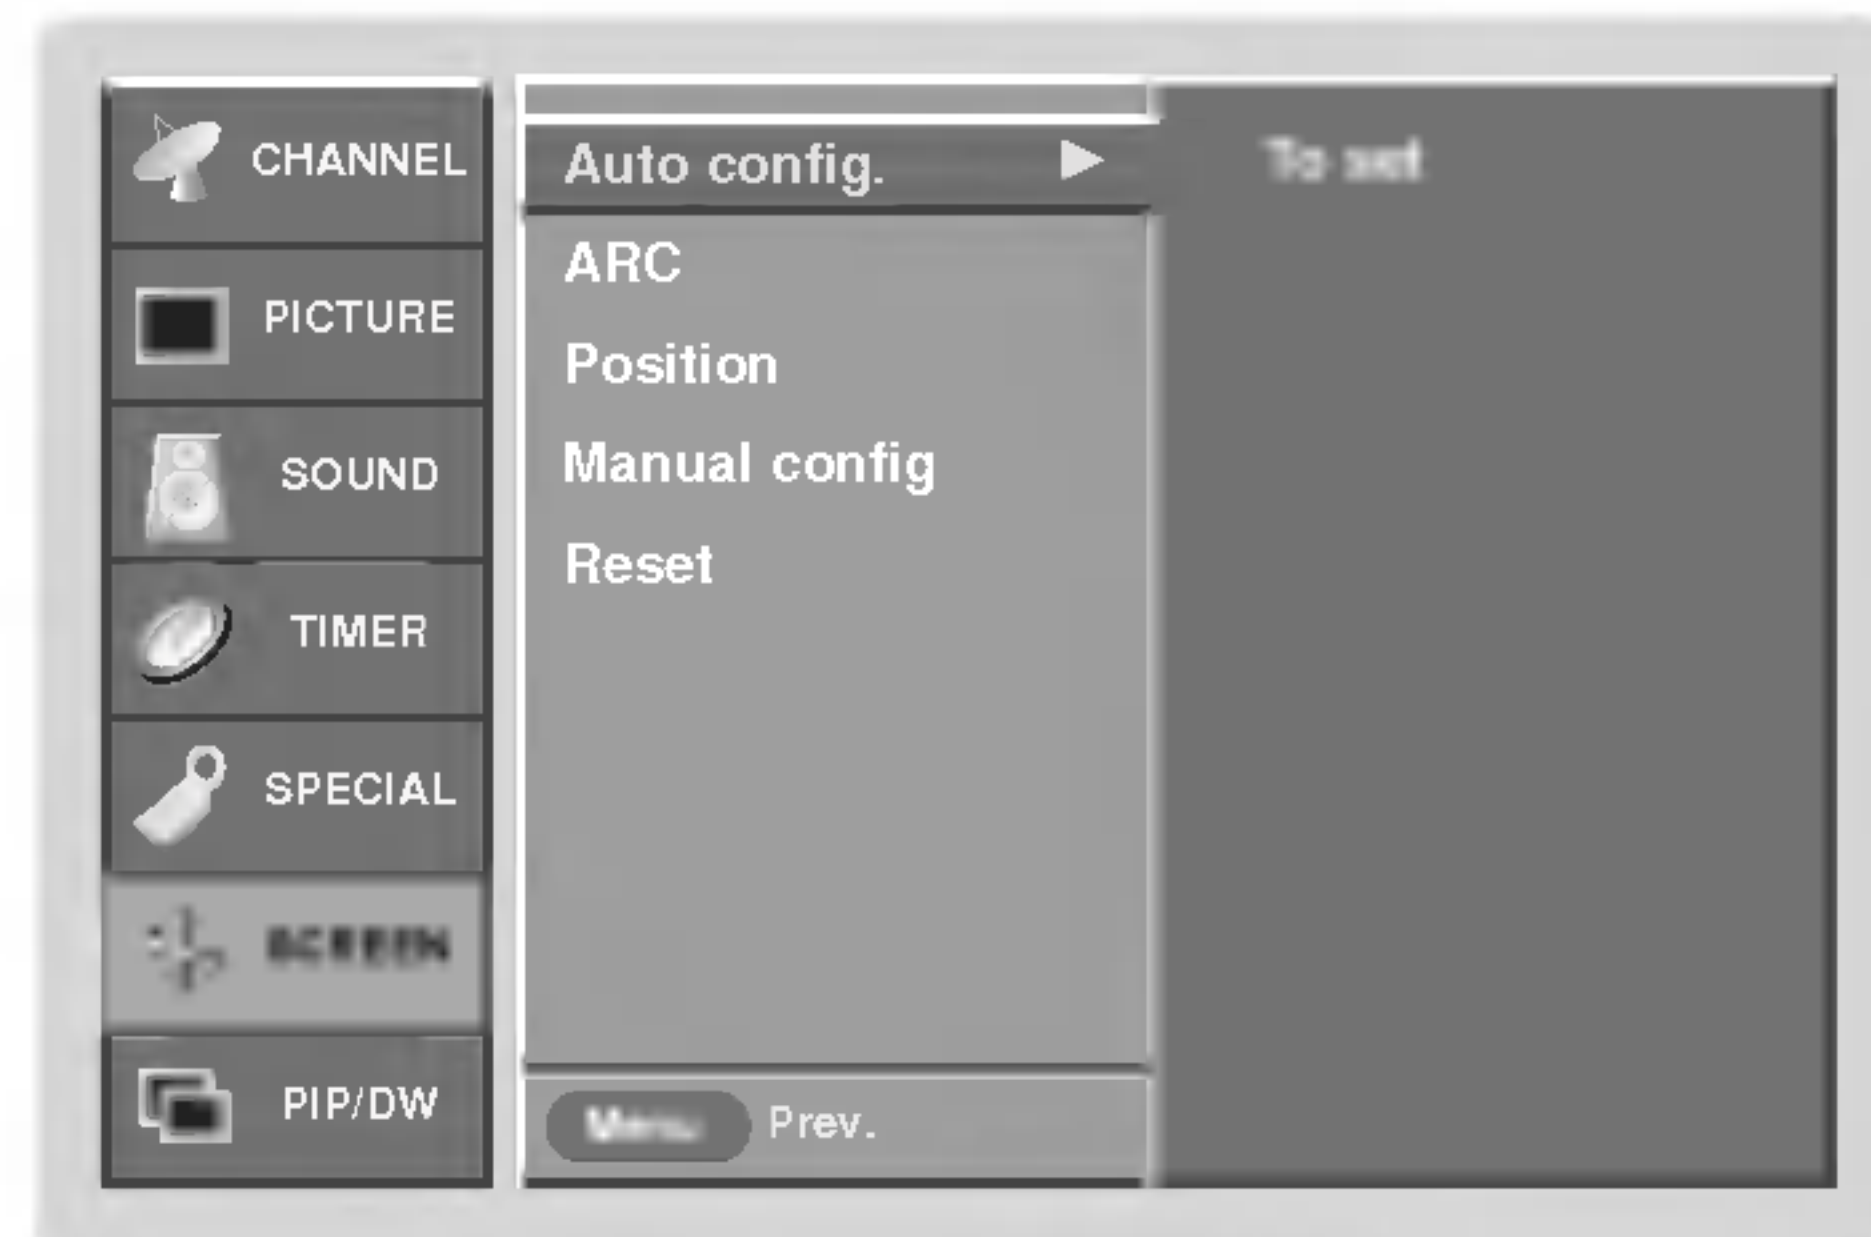 CHANNEL
PICTURE
SOUND
TIMER
SPECIAL
SCREEN
PIP/DW
Auto config. ▶
ARC
Position
Manual config
Reset
Menu Prev.
To set